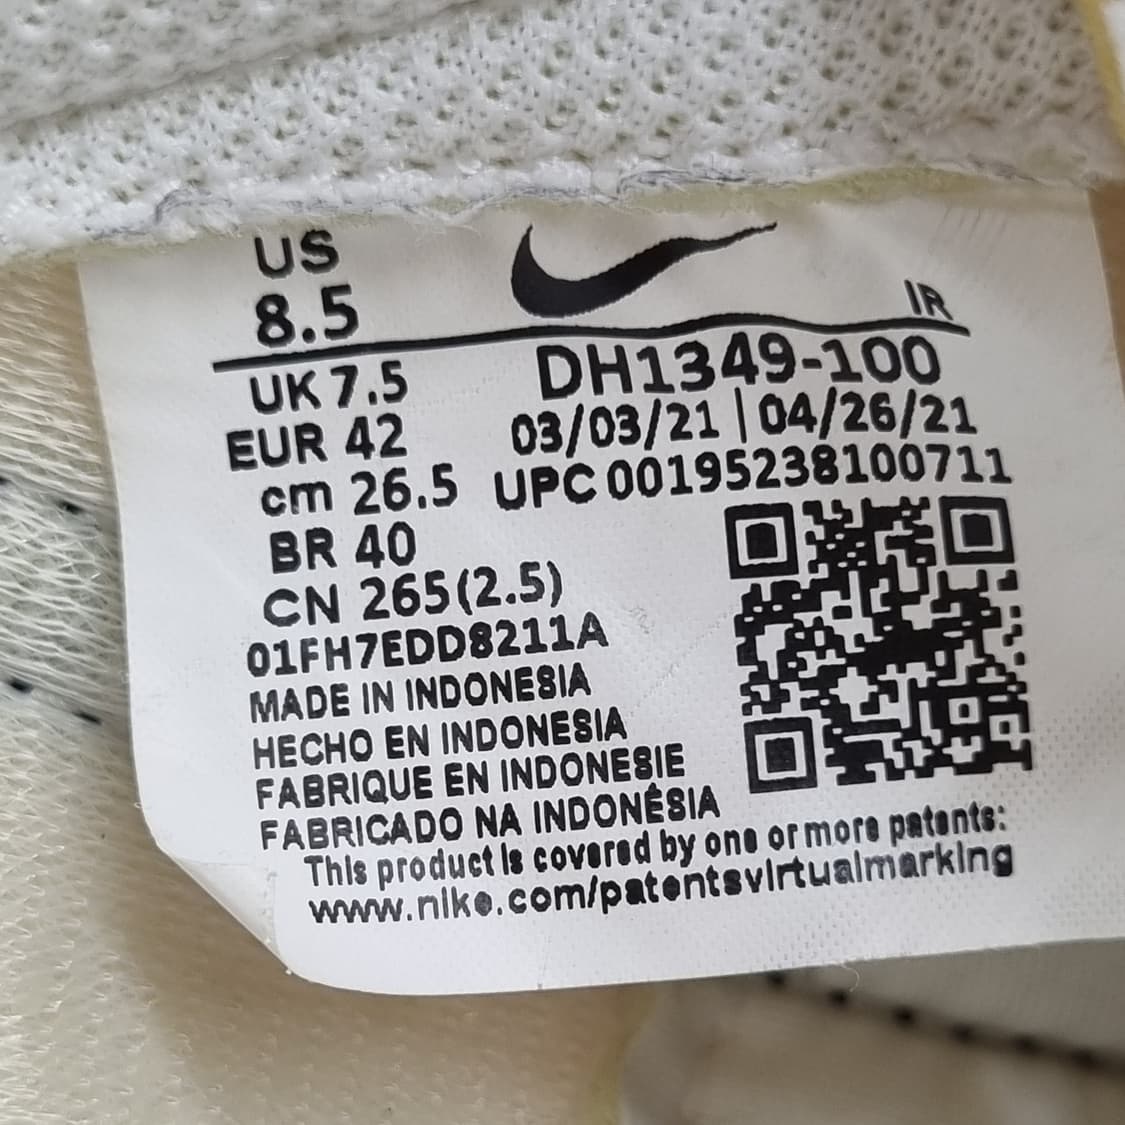 US
8.5
IR
UK 7.5
DH1349-100
EUR 42
03/03/21 | 04/26/21
cm 26.5
UPC 00195238100711
BR 40
CN 265(2.5)
01FH7EDD8211A
MADE IN INDONESIA
HECHO EN INDONESIA
FABRIQUE EN INDONESIE
FABRICADO NA INDONÉSIA
This product is covered by one or more patents:
www.nike.com/patentsvirtualmarking